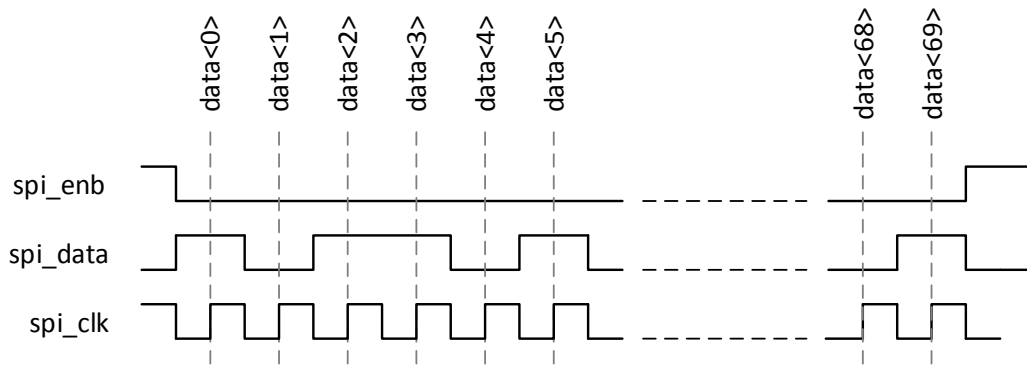 data<0>
data<1>
data<2>
data<3>
data<4>
data<5>
data<68>
data<69>
spi_enb
spi_data
spi_clk